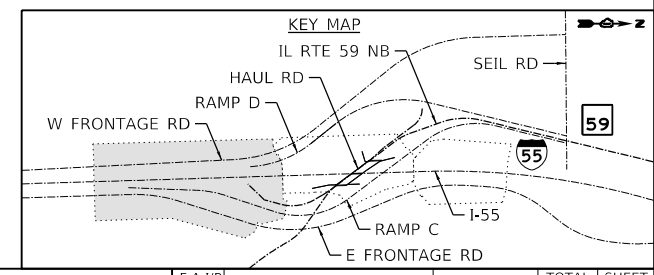 KEY MAP
Z
IL RTE 59 NB
SEIL RD
HAUL RD
RAMP D
59
W FRONTAGE RD
55
I-55
RAMP C
E FRONTAGE RD
TOTAL SHEET